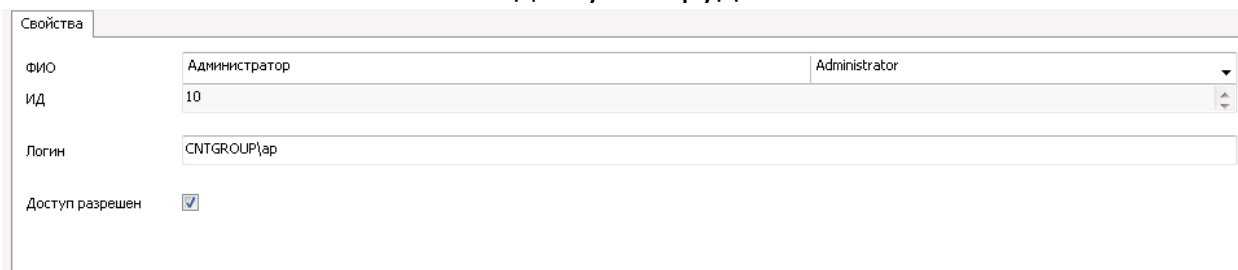 Свойства
ФИО Администратор Administrator
ИД 10
Логин CNTGROUP\ap
Доступ разрешен